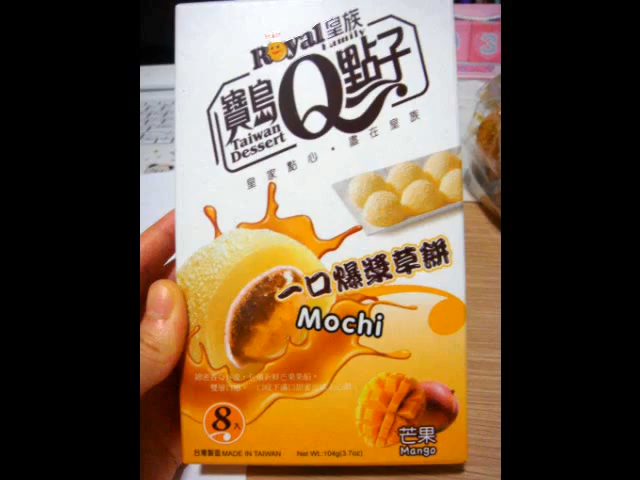 Royal 皇族
Family
寶島Q點子
Taiwan
Dessert
皇家點心・盡在皇族
一口爆漿草餅
Mochi
8入
芒果
Mango
台灣製造 MADE IN TAIWAN
Net Wt: 104g(3.7oz)
3